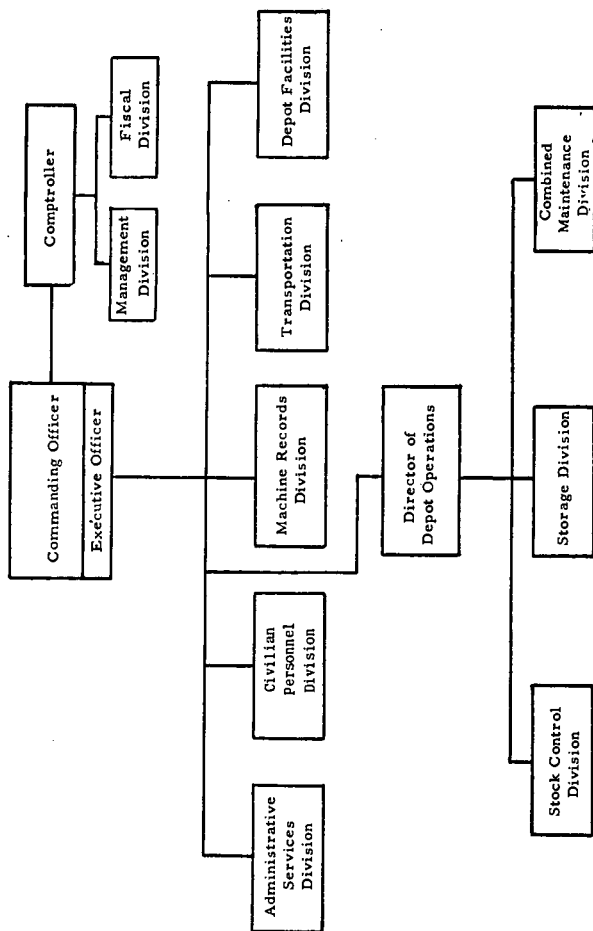 Commanding Officer
Executive Officer
Comptroller
Management
Division
Fiscal
Division
Administrative
Services
Division
Civilian
Personnel
Division
Machine Records
Division
Transportation
Division
Depot Facilities
Division
Director of
Depot Operations
Stock Control
Division
Storage Division
Combined
Maintenance
Division